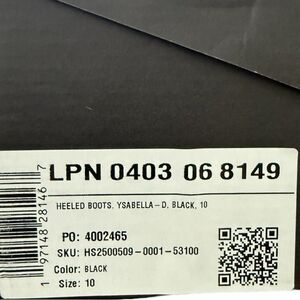 LPN 0403 06 8149
HEELED BOOTS, YSABELLA-D, BLACK, 10
PO: 4002465
SKU: HS2500509-0001-53100
Color: BLACK
Size: 10
1 97148 28146 7